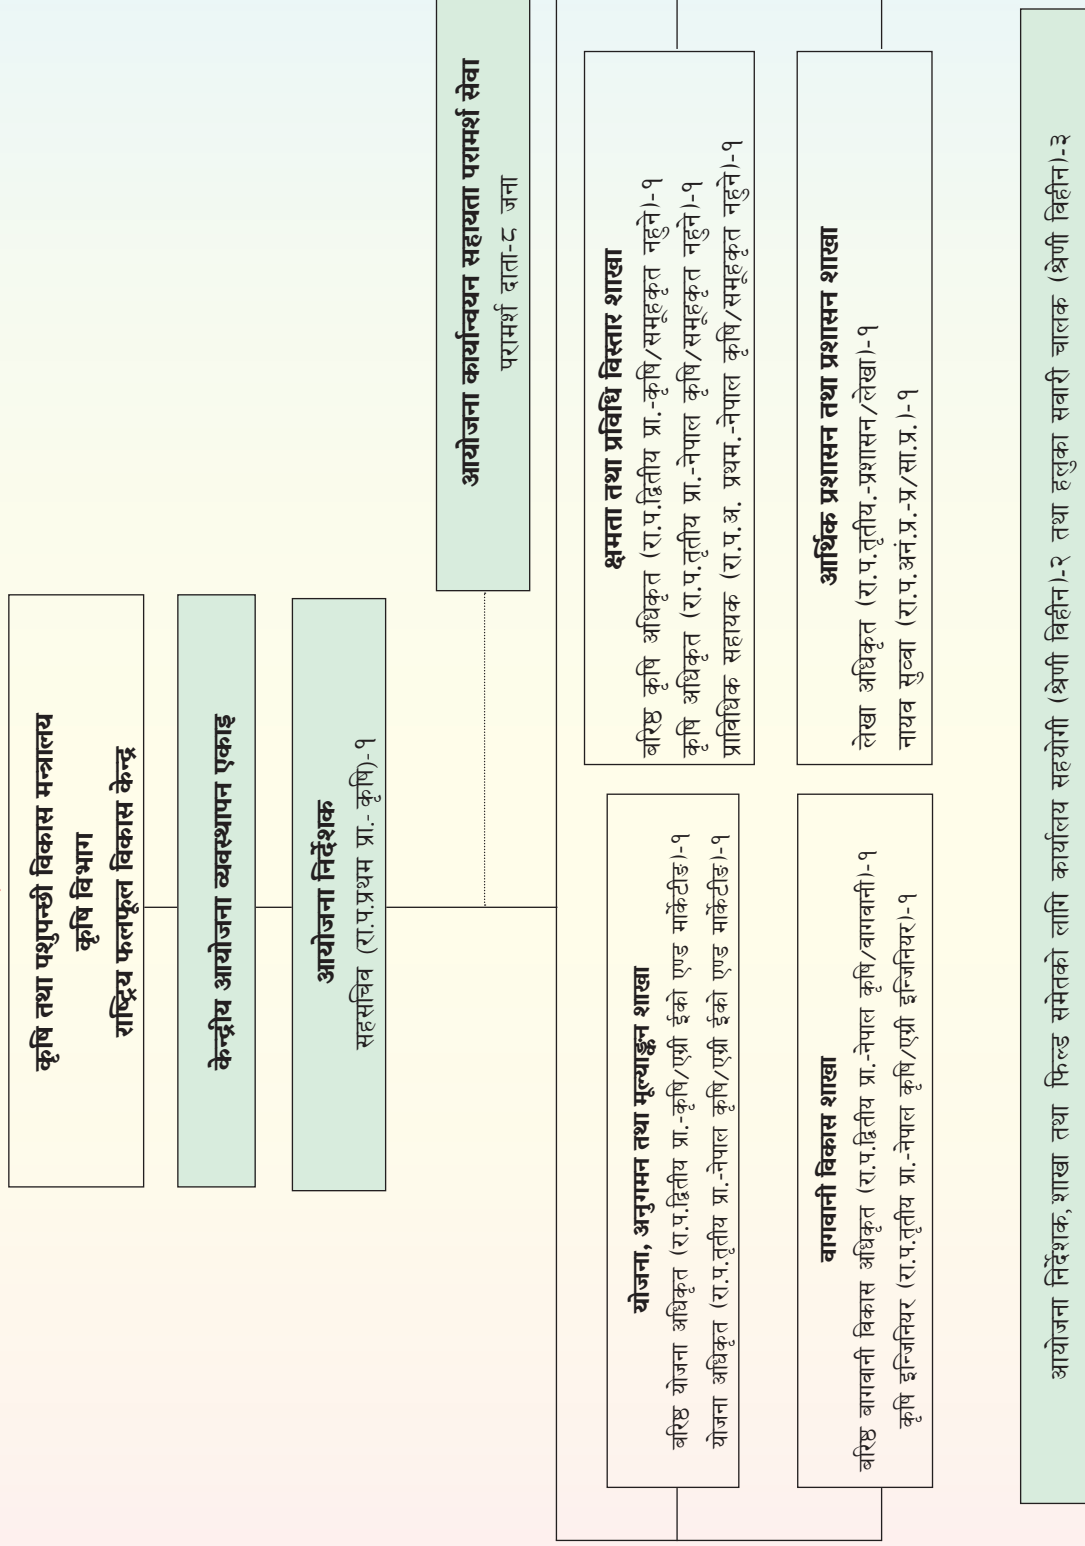 कृषि तथा पशुपन्छी विकास मन्त्रालय
कृषि विभाग
राष्ट्रिय फलफूल विकास केन्द्र
केन्द्रीय आयोजना व्यवस्थापन एकाइ
आयोजना निर्देशक
सहसचिव (रा.प.प्रथम प्रा.- कृषि)-१
आयोजना कार्यान्वयन सहायता परामर्श सेवा
परामर्श दाता-८ जना
योजना, अनुगमन तथा मूल्याङ्कन शाखा
बरिष्ठ योजना अधिकृत (रा.प.द्वितीय प्रा.-कृषि/एग्री ईको एण्ड मार्केटीङ)-१
योजना अधिकृत (रा.प.तृतीय प्रा.-नेपाल कृषि/एग्री ईको एण्ड मार्केटीङ)-१
क्षमता तथा प्रविधि विस्तार शाखा
बरिष्ठ कृषि अधिकृत (रा.प.द्वितीय प्रा.-कृषि/समूहकृत नहुने)-१
कृषि अधिकृत (रा.प.तृतीय प्रा.-नेपाल कृषि/समूहकृत नहुने)-१
प्राविधिक सहायक (रा.प.अ. प्रथम.-नेपाल कृषि/समूहकृत नहुने)-१
वागवानी विकास शाखा
बरिष्ठ बागवानी विकास अधिकृत (रा.प.द्वितीय प्रा.-नेपाल कृषि/वागवानी)-१
कृषि इन्जिनियर (रा.प.तृतीय प्रा.-नेपाल कृषि/एग्री इन्जिनियर)-१
आर्थिक प्रशासन तथा प्रशासन शाखा
लेखा अधिकृत (रा.प.तृतीय.-प्रशासन/लेखा)-१
नायव सुव्वा (रा.प.अनं.प्र.-प्र/सा.प्र.)-१
आयोजना निर्देशक, शाखा तथा फिल्ड समेतको लागि कार्यालय सहयोगी (श्रेणी विहीन)-२ तथा हलुका सवारी चालक (श्रेणी विहीन)-३